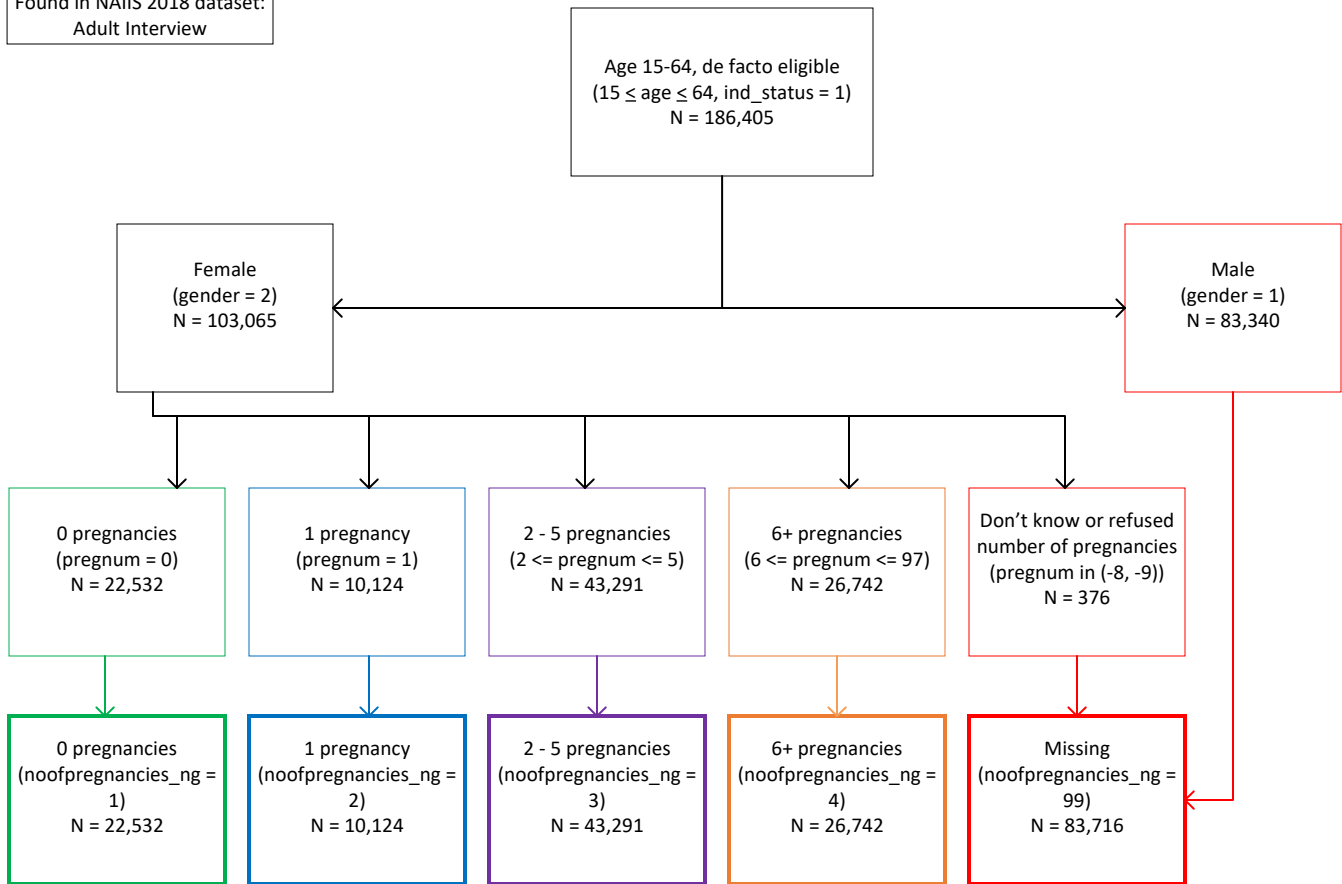 Found in NAIIS 2018 dataset:
Adult Interview
Age 15-64, de facto eligible
(15 ≤ age ≤ 64, ind_status = 1)
N = 186,405
Female
(gender = 2)
N = 103,065
Male
(gender = 1)
N = 83,340
0 pregnancies
(pregnum = 0)
N = 22,532
1 pregnancy
(pregnum = 1)
N = 10,124
2 - 5 pregnancies
(2 <= pregnum <= 5)
N = 43,291
6+ pregnancies
(6 <= pregnum <= 97)
N = 26,742
Don’t know or refused
number of pregnancies
(pregnum in (-8, -9))
N = 376
0 pregnancies
(noofpregnancies_ng =
1)
N = 22,532
1 pregnancy
(noofpregnancies_ng =
2)
N = 10,124
2 - 5 pregnancies
(noofpregnancies_ng =
3)
N = 43,291
6+ pregnancies
(noofpregnancies_ng =
4)
N = 26,742
Missing
(noofpregnancies_ng =
99)
N = 83,716